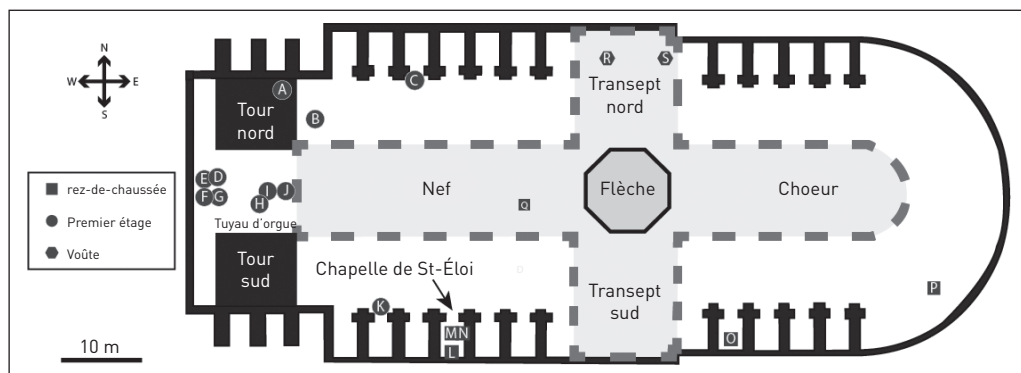 N
W E
S
A
B
C
R
S
Tour
nord
Transept
nord
E D
F G
I J
H
Nef
Q
Flèche
Choeur
Tuyau d’orgue
rez-de-chaussée
Premier étage
Voûte
Tour
sud
Chapelle de St-Éloi
Transept
sud
P
K
MN
L
O
10 m